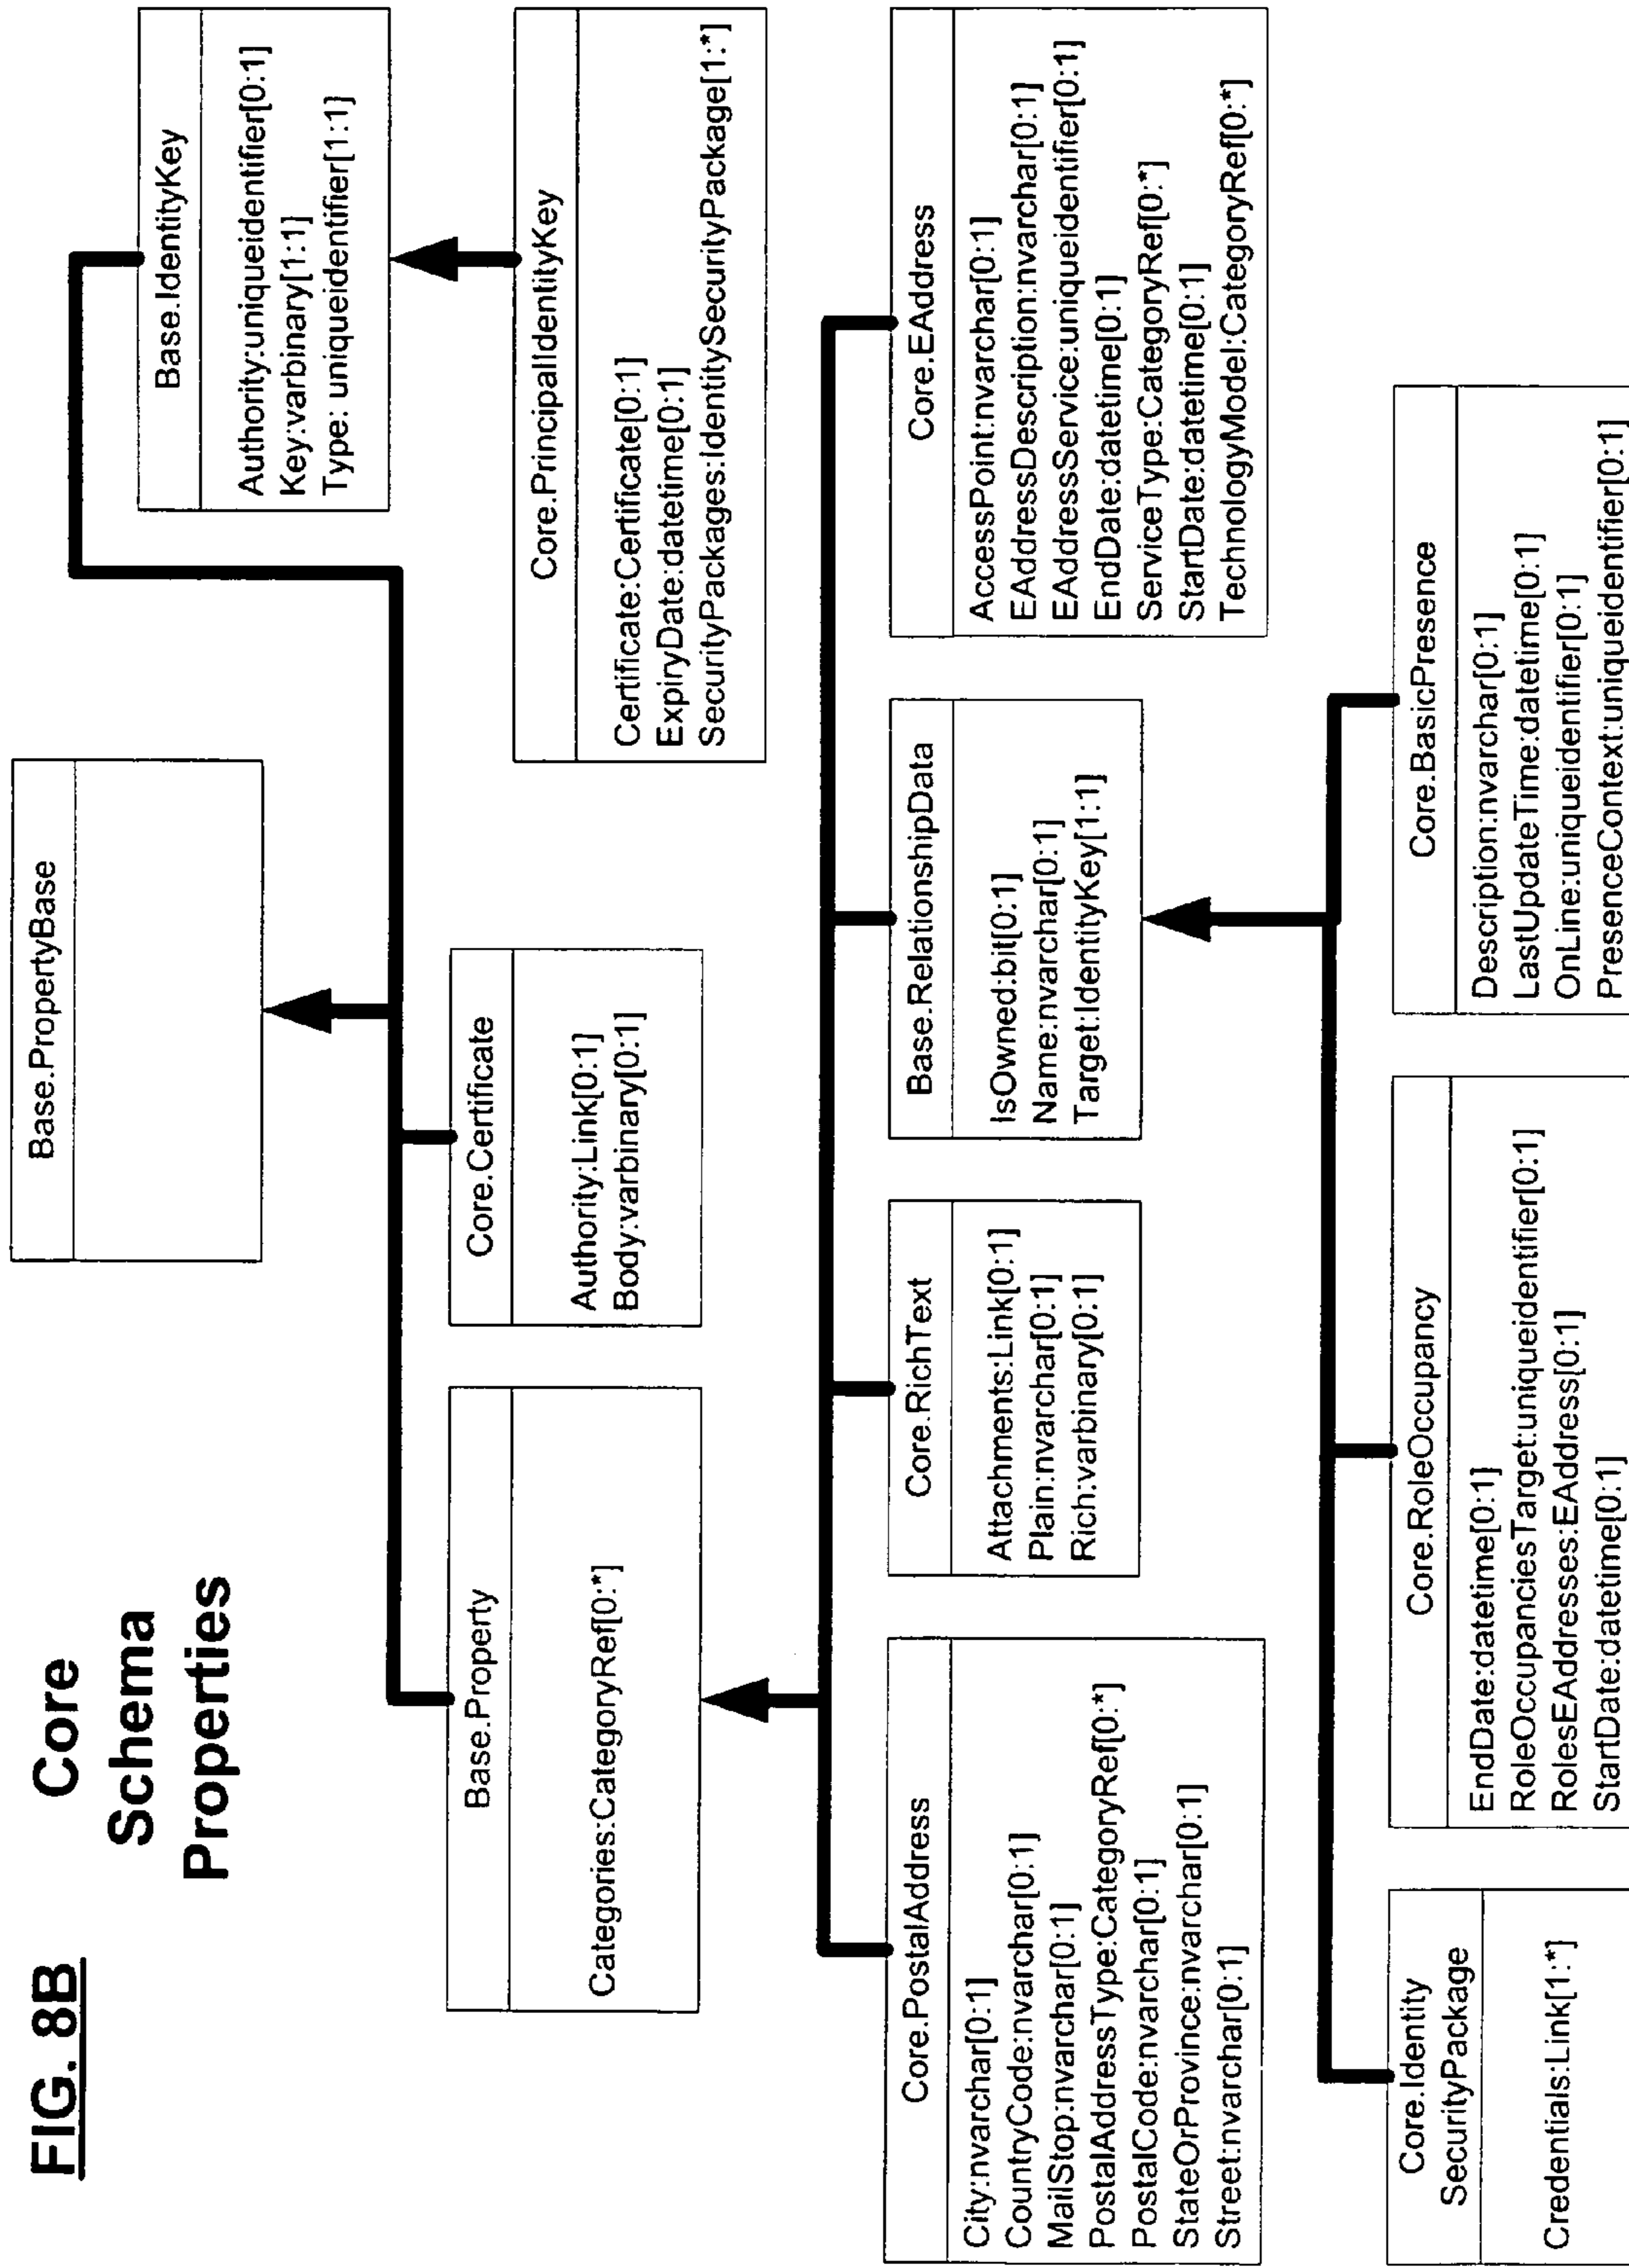 FIG. 8B
Core
Schema
Properties
Base.PropertyBase
Base.IdentityKey
Authority:uniqueidentifier[0:1]
Key:varbinary[1:1]
Type: uniqueidentifier[1:1]
Base.Property
Categories:CategoryRef[0:*]
Core.Certificate
Authority:Link[0:1]
Body:varbinary[0:1]
Core.PrincipalIdentityKey
Certificate:Certificate[0:1]
ExpiryDate:datetime[0:1]
SecurityPackages:IdentitySecurityPackage[1:*]
Core.PostalAddress
City:nvarchar[0:1]
CountryCode:nvarchar[0:1]
MailStop:nvarchar[0:1]
PostalAddressType:CategoryRef[0:*]
PostalCode:nvarchar[0:1]
StateOrProvince:nvarchar[0:1]
Street:nvarchar[0:1]
Core.RichText
Attachments:Link[0:1]
Plain:nvarchar[0:1]
Rich:varbinary[0:1]
Base.RelationshipData
IsOwned:bit[0:1]
Name:nvarchar[0:1]
Target:IdentityKey[1:1]
Core.EAddress
AccessPoint:nvarchar[0:1]
EAddressDescription:nvarchar[0:1]
EAddressService:uniqueidentifier[0:1]
EndDate:datetime[0:1]
ServiceType:CategoryRef[0:*]
StartDate:datetime[0:1]
TechnologyModel:CategoryRef[0:*]
Core.Identity
SecurityPackage
Credentials:Link[1:*]
Core.RoleOccupancy
EndDate:datetime[0:1]
RoleOccupanciesTarget:uniqueidentifier[0:1]
RolesEAddresses:EAddress[0:1]
StartDate:datetime[0:1]
Core.BasicPresence
Description:nvarchar[0:1]
LastUpdateTime:datetime[0:1]
OnLine:uniqueidentifier[0:1]
PresenceContext:uniqueidentifier[0:1]